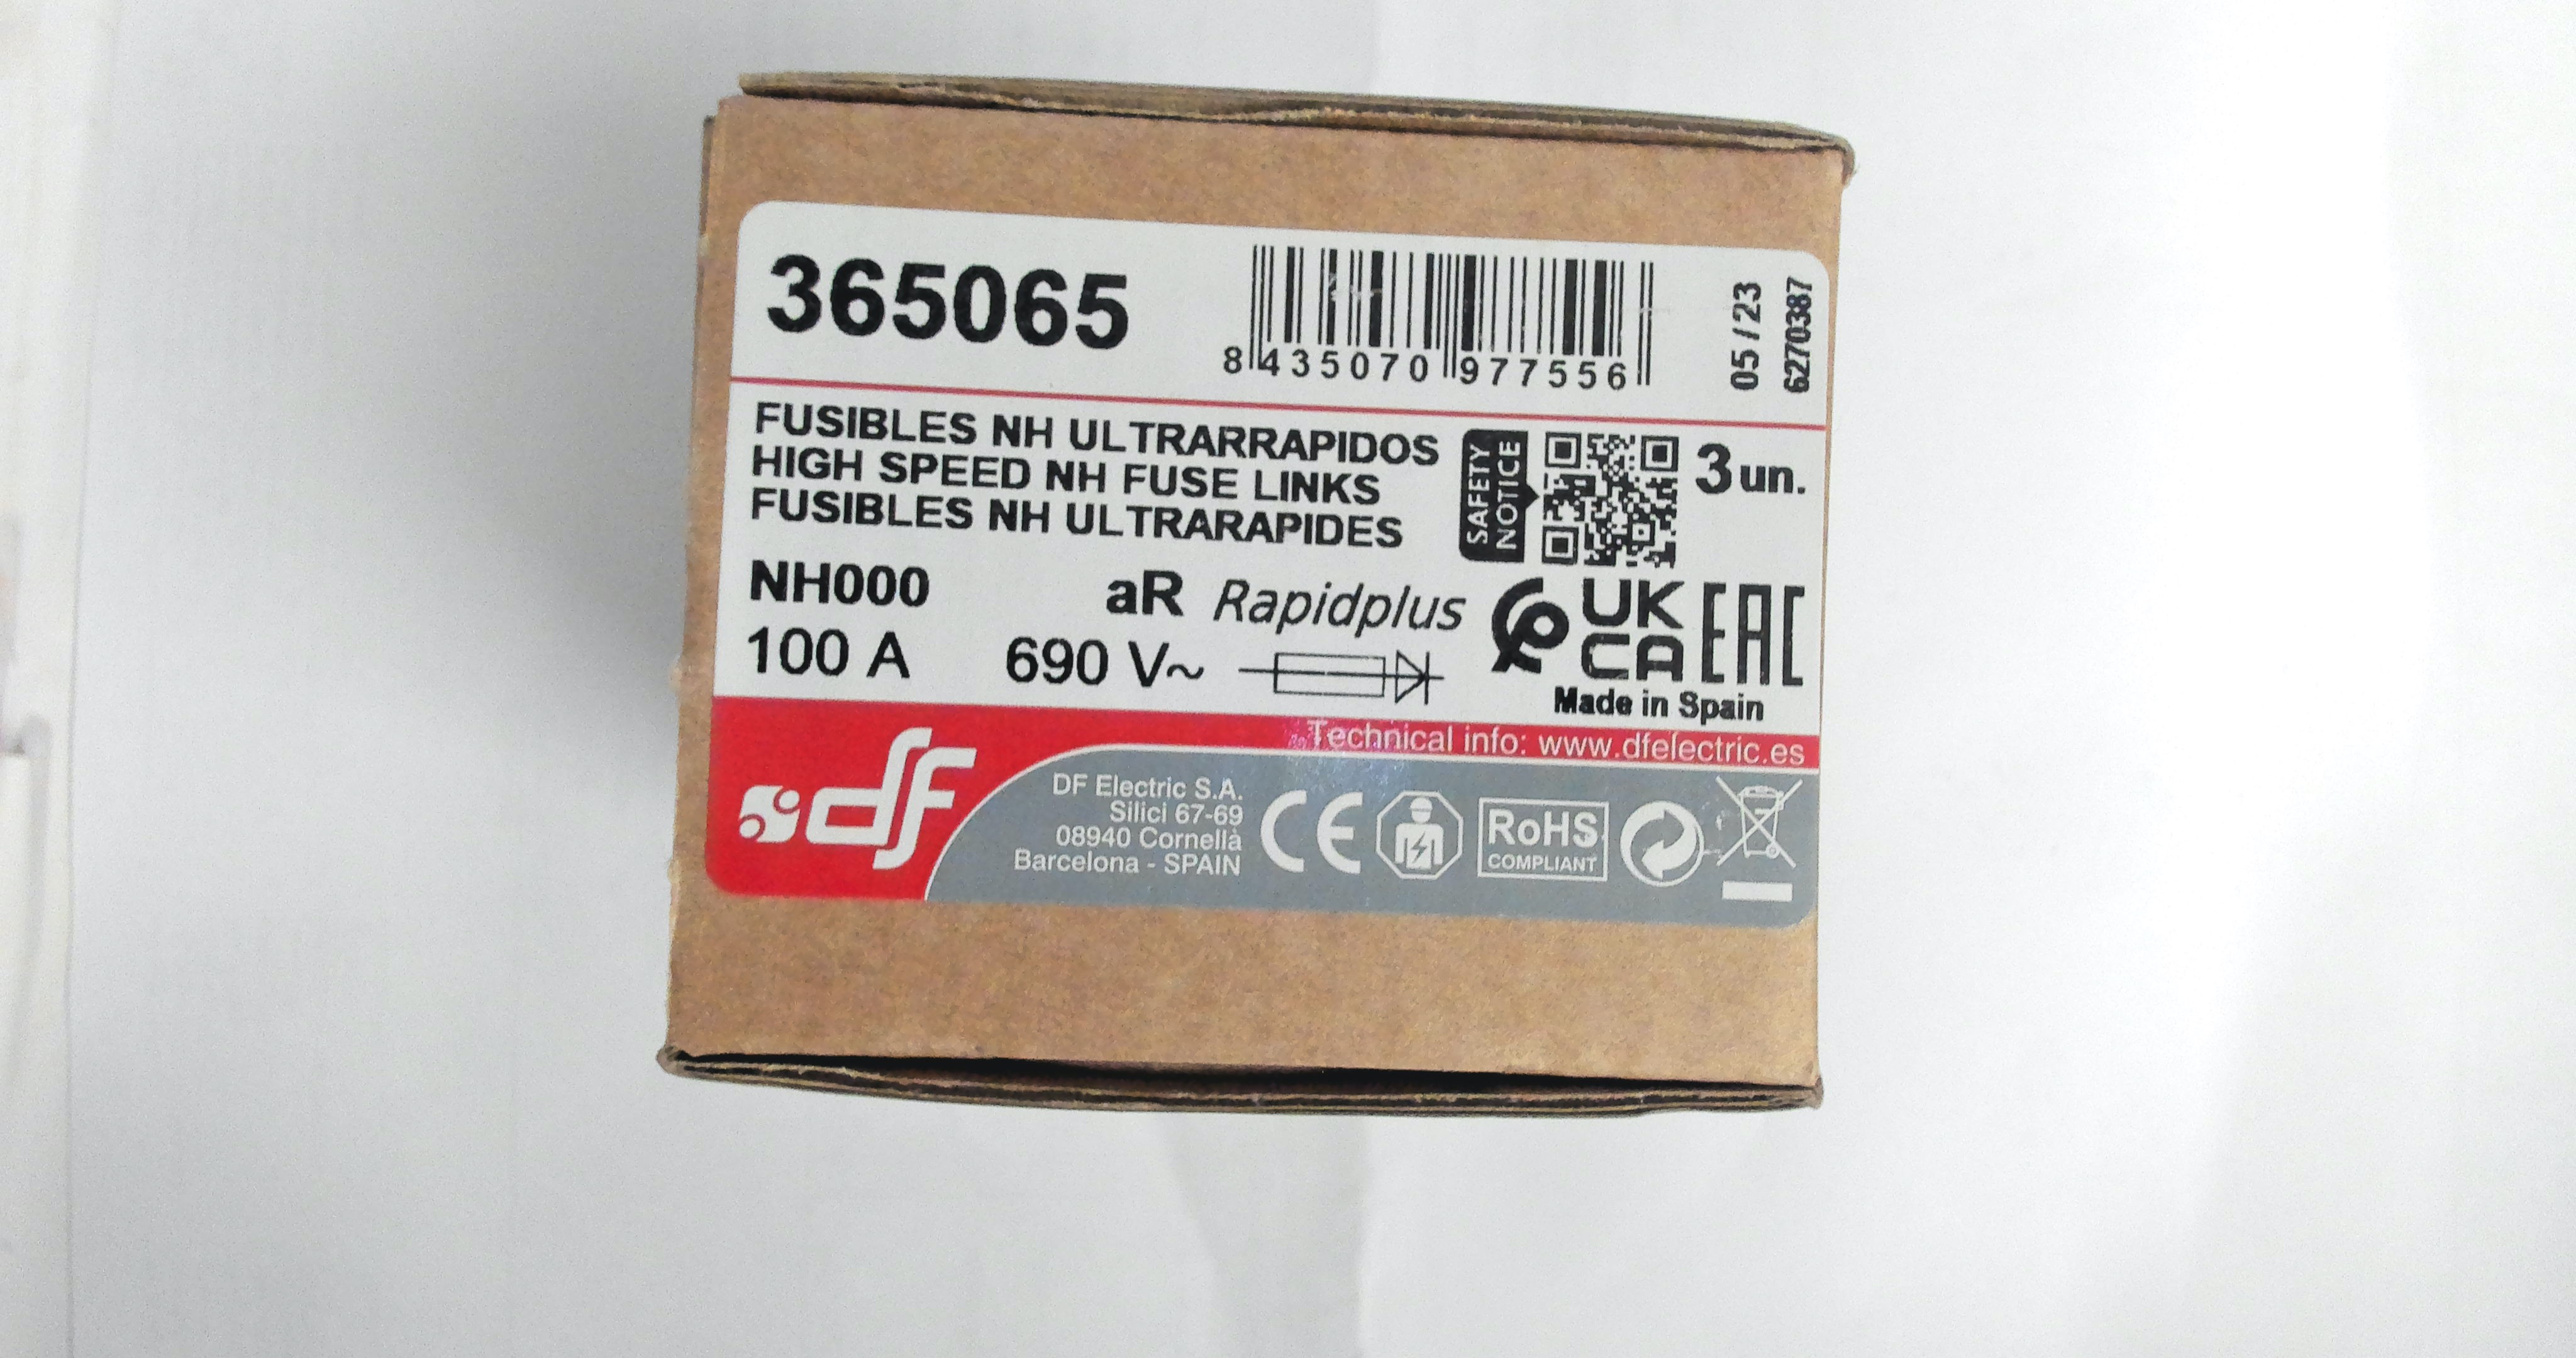 365065
8 435070 977556
05 / 23
6270387
FUSIBLES NH ULTRARRAPIDOS
HIGH SPEED NH FUSE LINKS
FUSIBLES NH ULTRARAPIDES
SAFETY
NOTICE
3 un.
NH000
aR Rapidplus
100 A
690 V~
UK
CA
EAC
Made in Spain
Technical info: www.dfelectric.es
df
DF Electric S.A.
Silici 67-69
08940 Cornellà
Barcelona - SPAIN
CE
RoHS
COMPLIANT